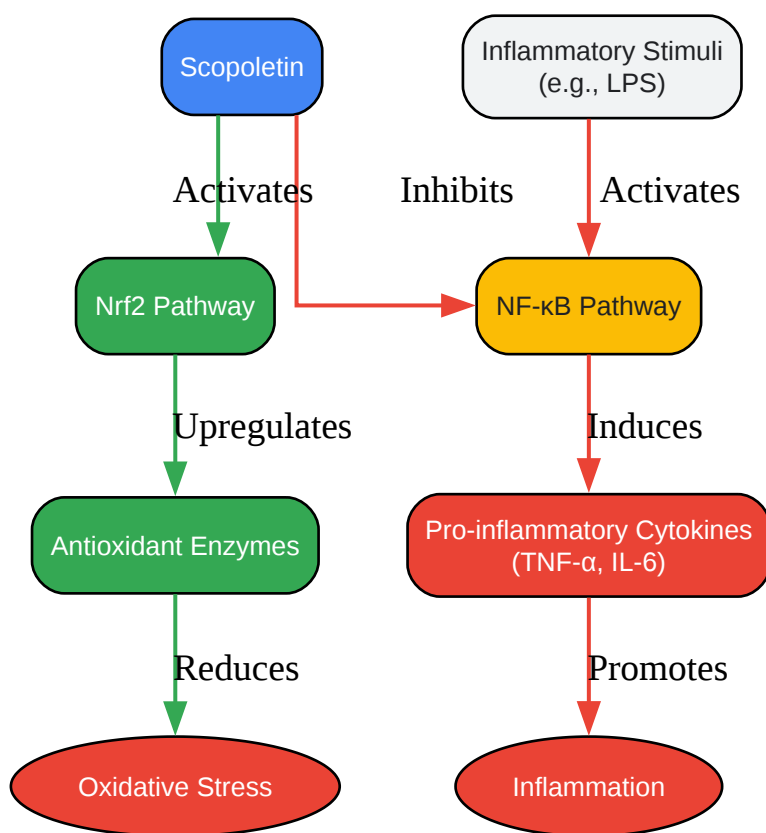 Scopoletin
Inflammatory Stimuli
(e.g., LPS)
Activates
Inhibits
Activates
Nrf2 Pathway
NF-κB Pathway
Upregulates
Induces
Antioxidant Enzymes
Pro-inflammatory Cytokines
(TNF-α, IL-6)
Reduces
Promotes
Oxidative Stress
Inflammation